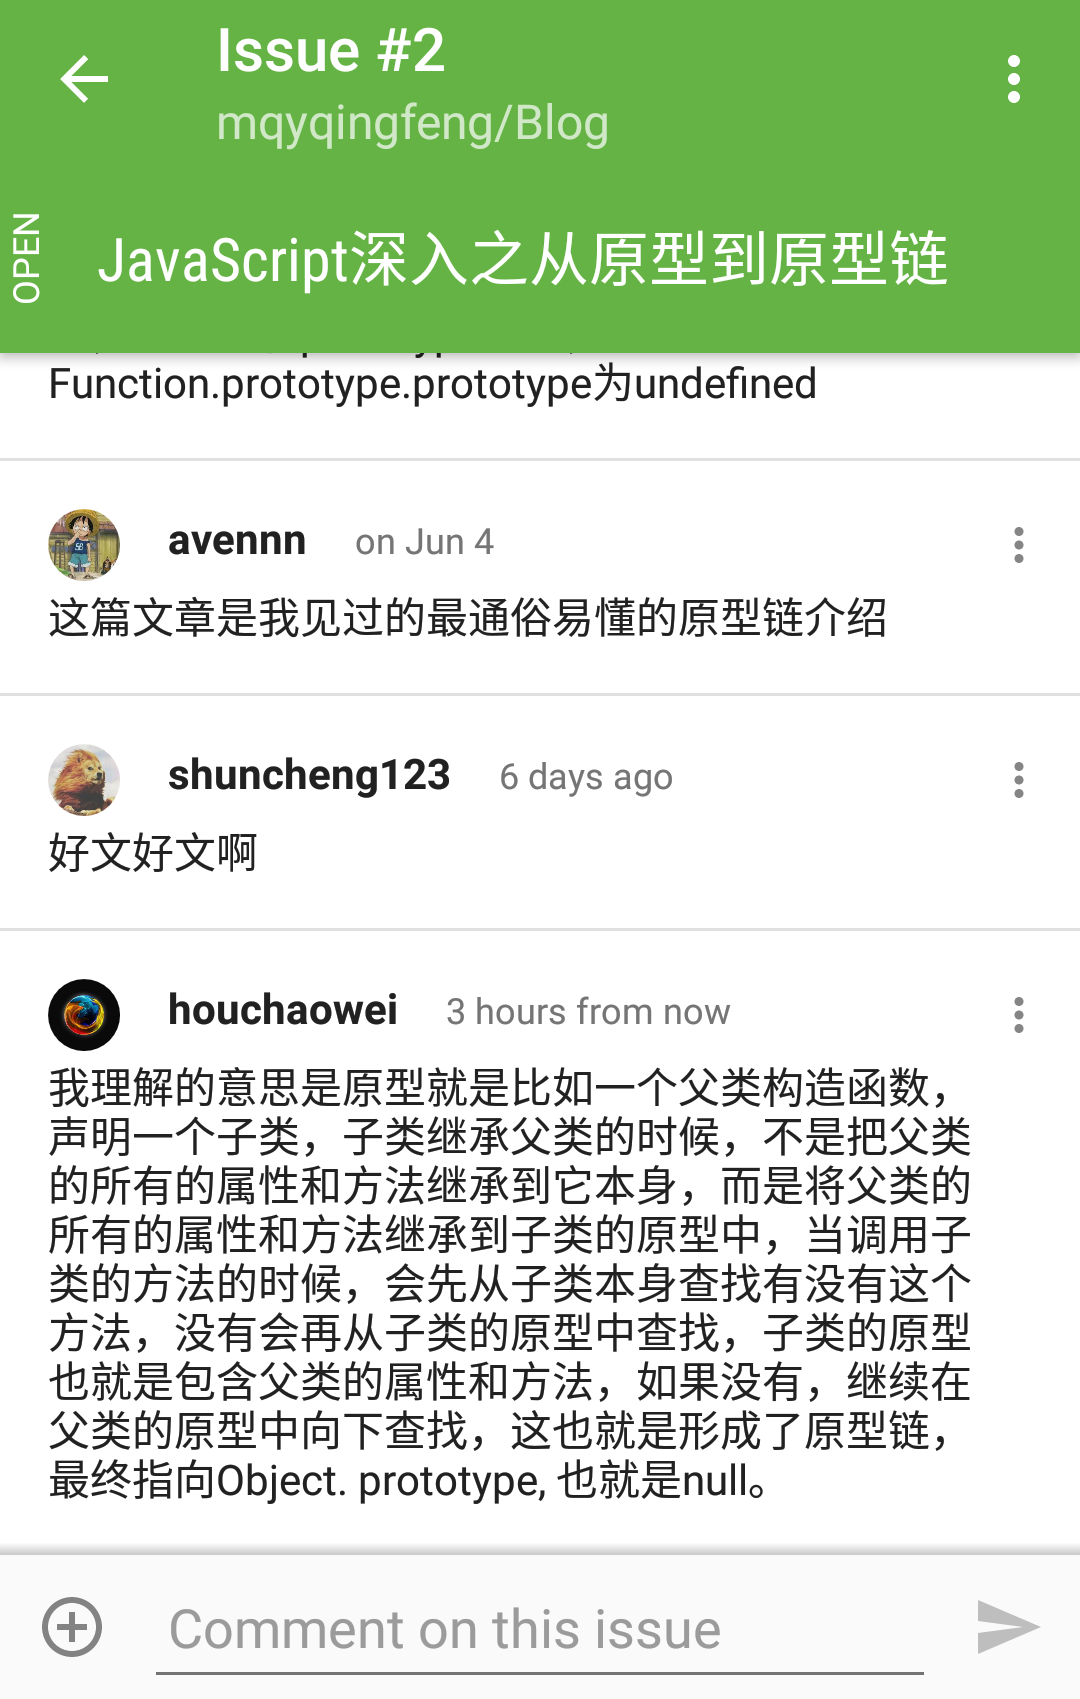 Issue #2
mqyqingfeng/Blog
OPEN
JavaScript深入之从原型到原型链
Function.prototype.prototype为undefined
avennn on Jun 4
这篇文章是我见过的最通俗易懂的原型链介绍
shuncheng123 6 days ago
好文好文啊
houchaowei 3 hours from now
我理解的意思是原型就是比如一个父类构造函数，
声明一个子类，子类继承父类的时候，不是把父类
的所有的属性和方法继承到它本身，而是将父类的
所有的属性和方法继承到子类的原型中，当调用子
类的方法的时候，会先从子类本身查找有没有这个
方法，没有会再从子类的原型中查找，子类的原型
也就是包含父类的属性和方法，如果没有，继续在
父类的原型中向下查找，这也就是形成了原型链，
最终指向Object. prototype, 也就是null。
Comment on this issue